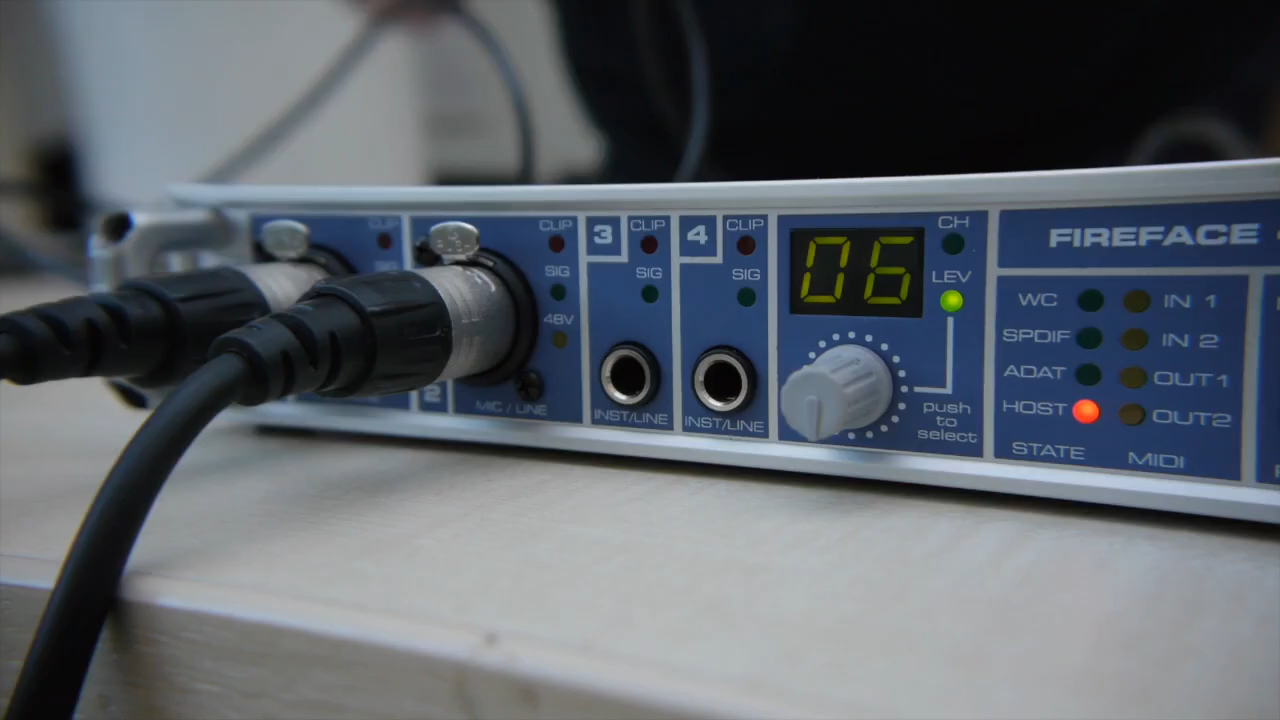 CLIP
2
CLIP
SIG
48V
MIC / LINE
3
CLIP
SIG
INST/LINE
4
CLIP
SIG
INST/LINE
06
CH
LEV
push
to
select
FIREFACE
WC
IN 1
SPDIF
IN 2
ADAT
OUT1
HOST
OUT2
STATE
MIDI